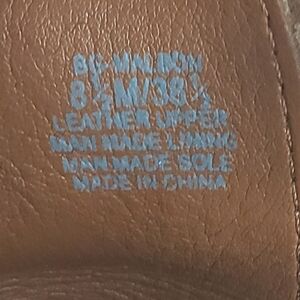 8½M/38½
LEATHER UPPER
MAN MADE LINING
MAN MADE SOLE
MADE IN CHINA